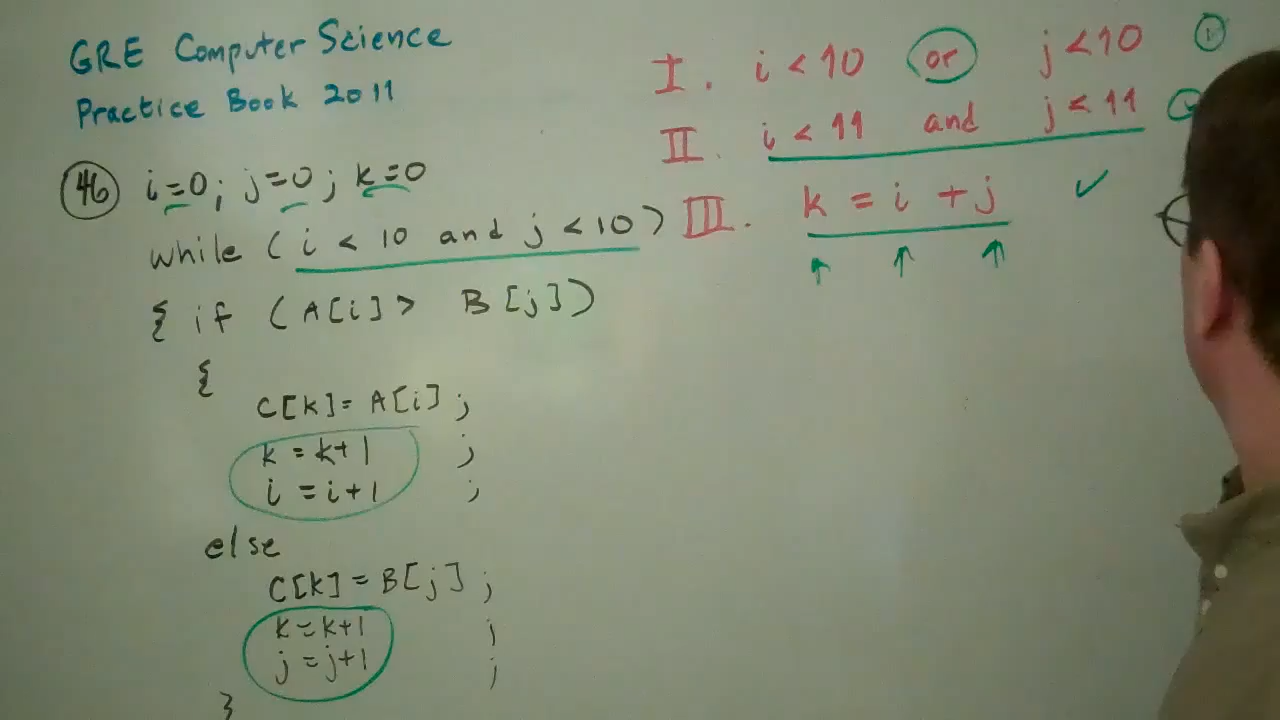 GRE Computer Science
Practice Book 2011
46 i=0; j=0; k=0
while (i < 10 and j < 10)
{ if (A[i] > B[j])
{
C[k]= A[i] ;
k = k+1 ;
i = i+1 ;
else
C[k] = B[j] ;
k=k+1 ;
j=j+1 ;
}
I. i < 10 or j < 10
II. i < 11 and j < 11
III. k = i + j ✓